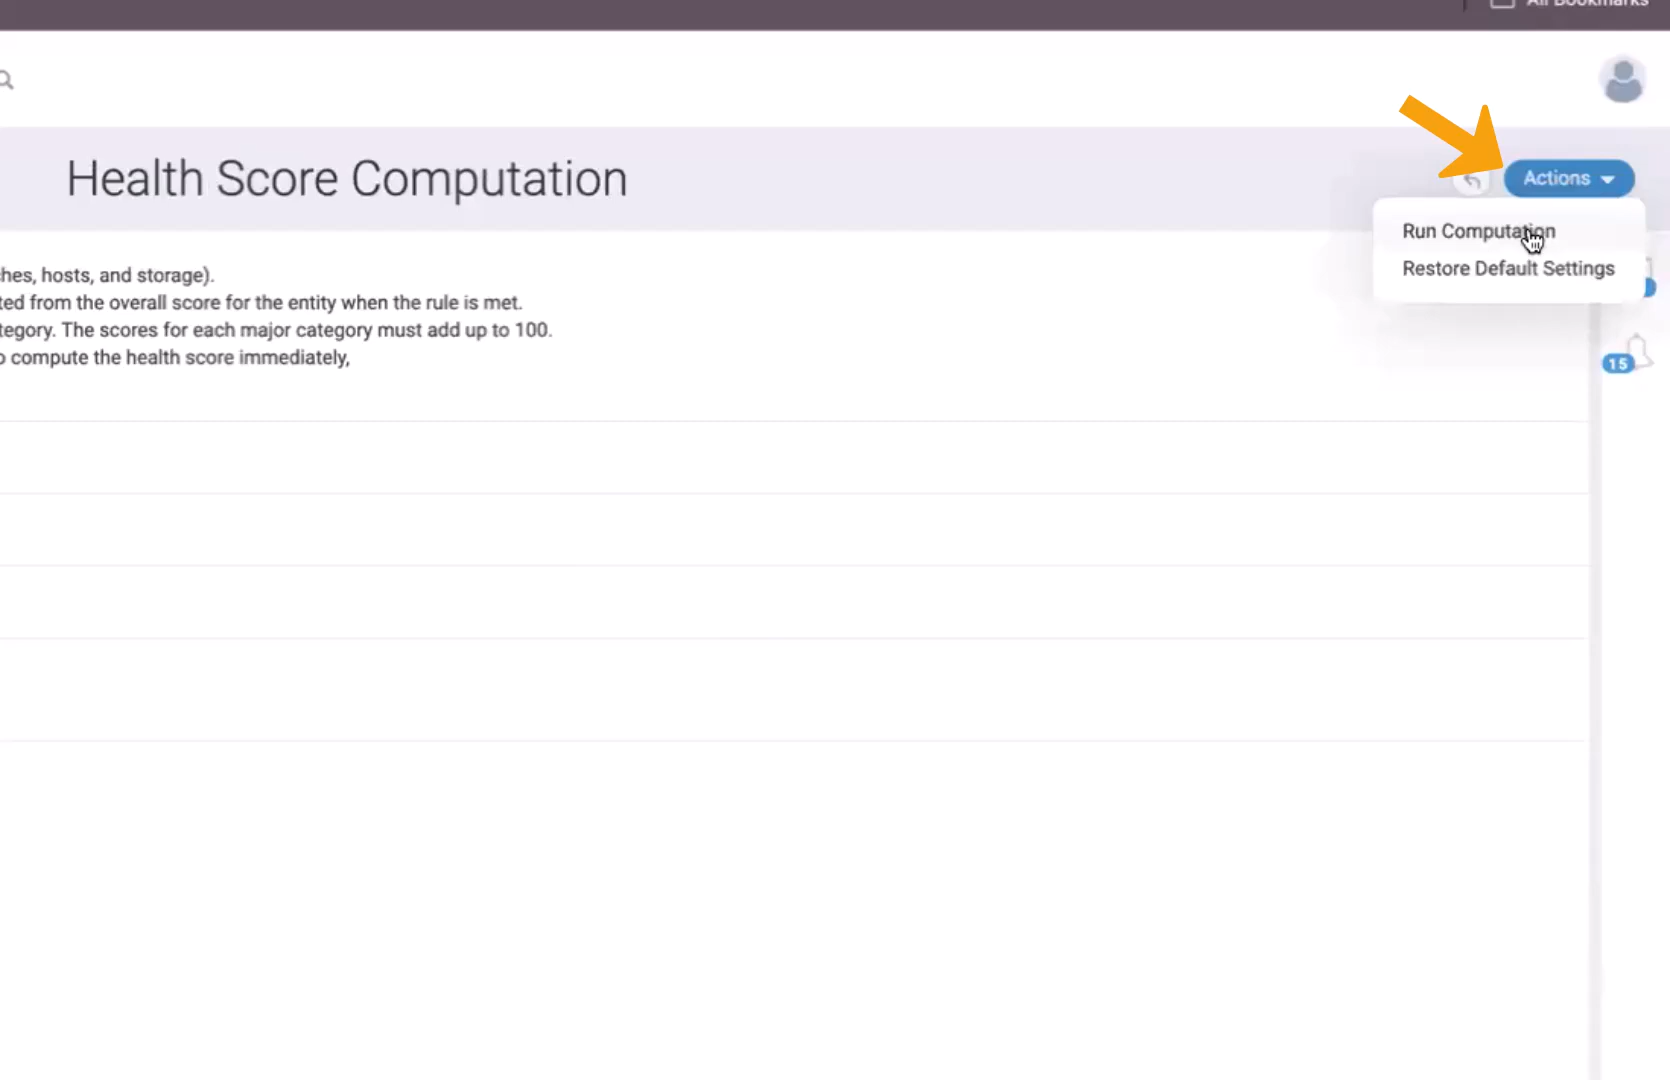 All Bookmarks
Health Score Computation
Actions
Run Computation
Restore Default Settings
hes, hosts, and storage).
ted from the overall score for the entity when the rule is met.
tegory. The scores for each major category must add up to 100.
o compute the health score immediately,
15